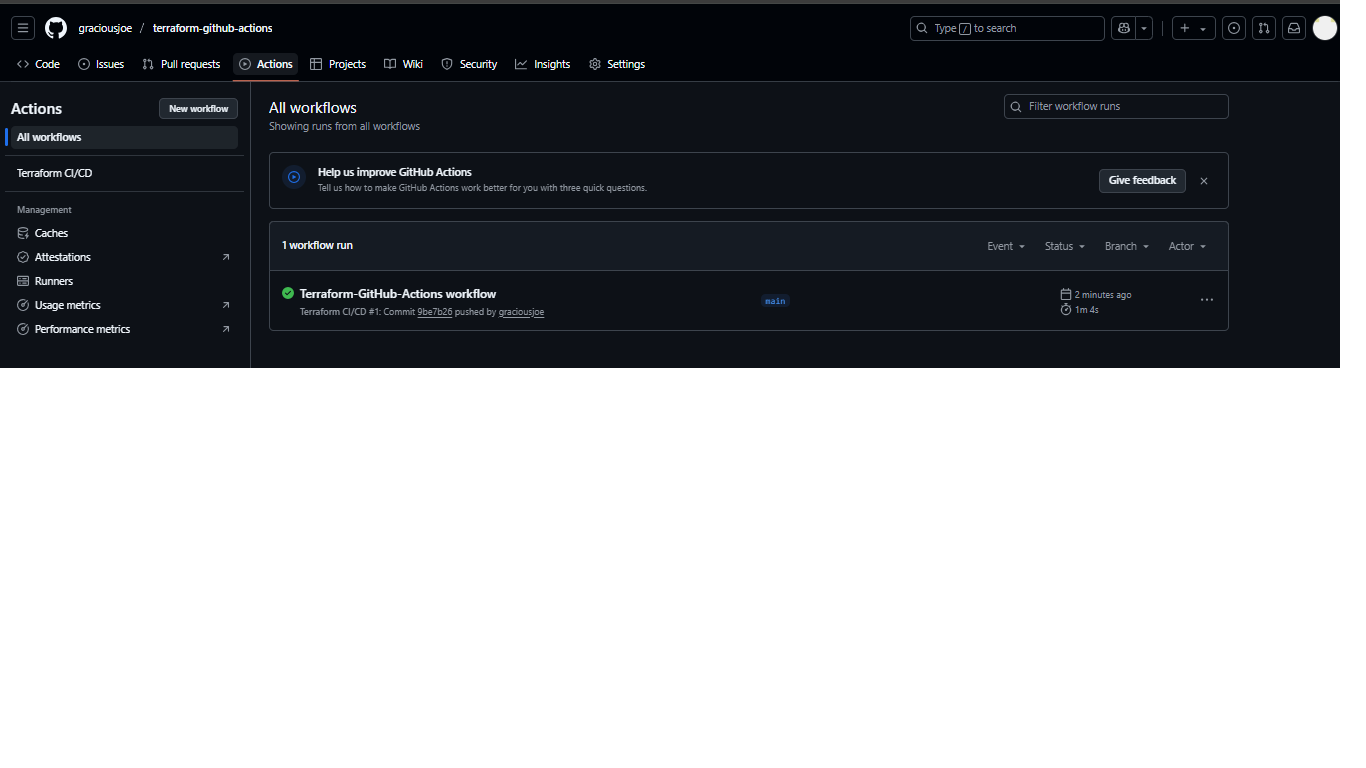 graciousjoe / terraform-github-actions
Type / to search
Code Issues Pull requests Actions Projects Wiki Security Insights Settings
Actions
New workflow
All workflows
Terraform CI/CD
Management
Caches
Attestations
Runners
Usage metrics
Performance metrics
All workflows
Showing runs from all workflows
Filter workflow runs
Help us improve GitHub Actions
Tell us how to make GitHub Actions work better for you with three quick questions.
Give feedback
1 workflow run
Event Status Branch Actor
Terraform-GitHub-Actions workflow
Terraform CI/CD #1: Commit 9be7b26 pushed by graciousjoe
main
2 minutes ago
1m 4s